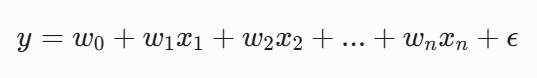 y = w₀ + w₁x₁ + w₂x₂ + ... + wₙxₙ + ϵ